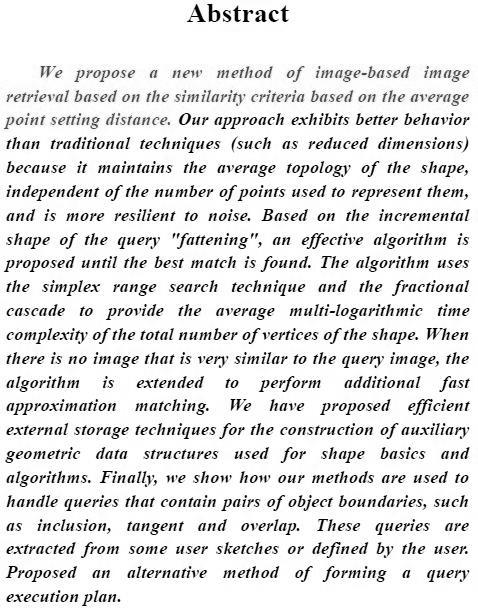 Abstract
We propose a new method of image-based image
retrieval based on the similarity criteria based on the average
point setting distance. Our approach exhibits better behavior
than traditional techniques (such as reduced dimensions)
because it maintains the average topology of the shape,
independent of the number of points used to represent them,
and is more resilient to noise. Based on the incremental
shape of the query "fattening", an effective algorithm is
proposed until the best match is found. The algorithm uses
the simplex range search technique and the fractional
cascade to provide the average multi-logarithmic time
complexity of the total number of vertices of the shape. When
there is no image that is very similar to the query image, the
algorithm is extended to perform additional fast
approximation matching. We have proposed efficient
external storage techniques for the construction of auxiliary
geometric data structures used for shape basics and
algorithms. Finally, we show how our methods are used to
handle queries that contain pairs of object boundaries, such
as inclusion, tangent and overlap. These queries are
extracted from some user sketches or defined by the user.
Proposed an alternative method of forming a query
execution plan.